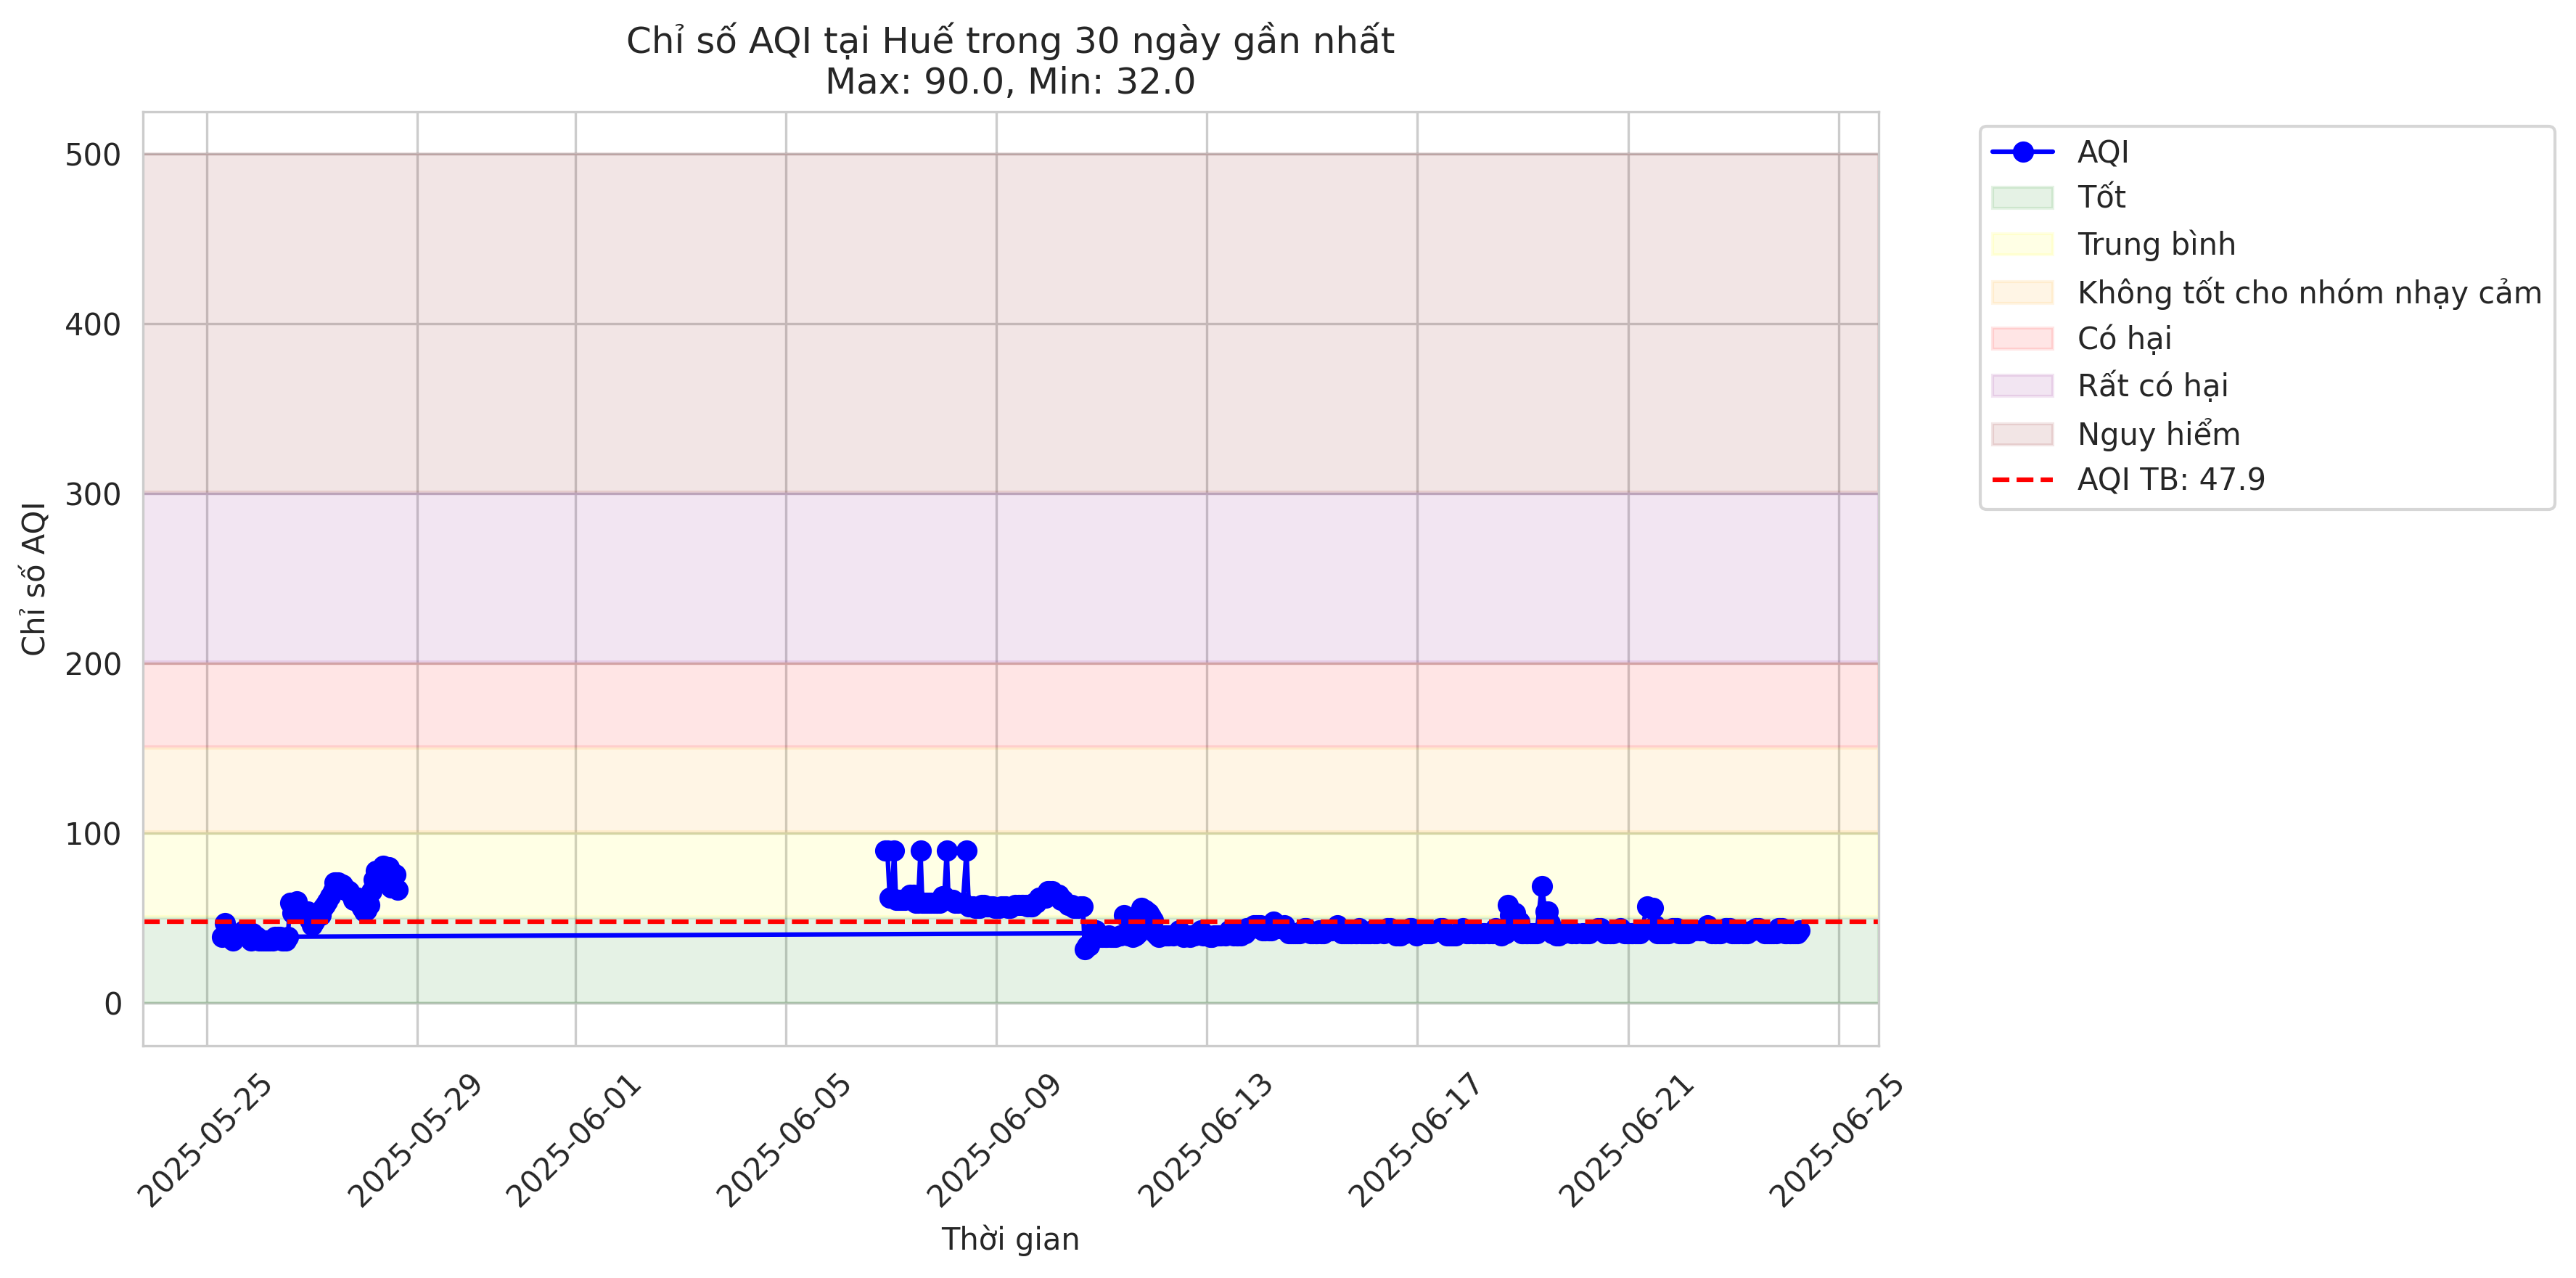 Chỉ số AQI tại Huế trong 30 ngày gần nhất
Max: 90.0, Min: 32.0
Chỉ số AQI
500
400
300
200
100
0
2025-05-25
2025-05-29
2025-06-01
2025-06-05
2025-06-09
2025-06-13
2025-06-17
2025-06-21
2025-06-25
Thời gian
AQI
Tốt
Trung bình
Không tốt cho nhóm nhạy cảm
Có hại
Rất có hại
Nguy hiểm
AQI TB: 47.9